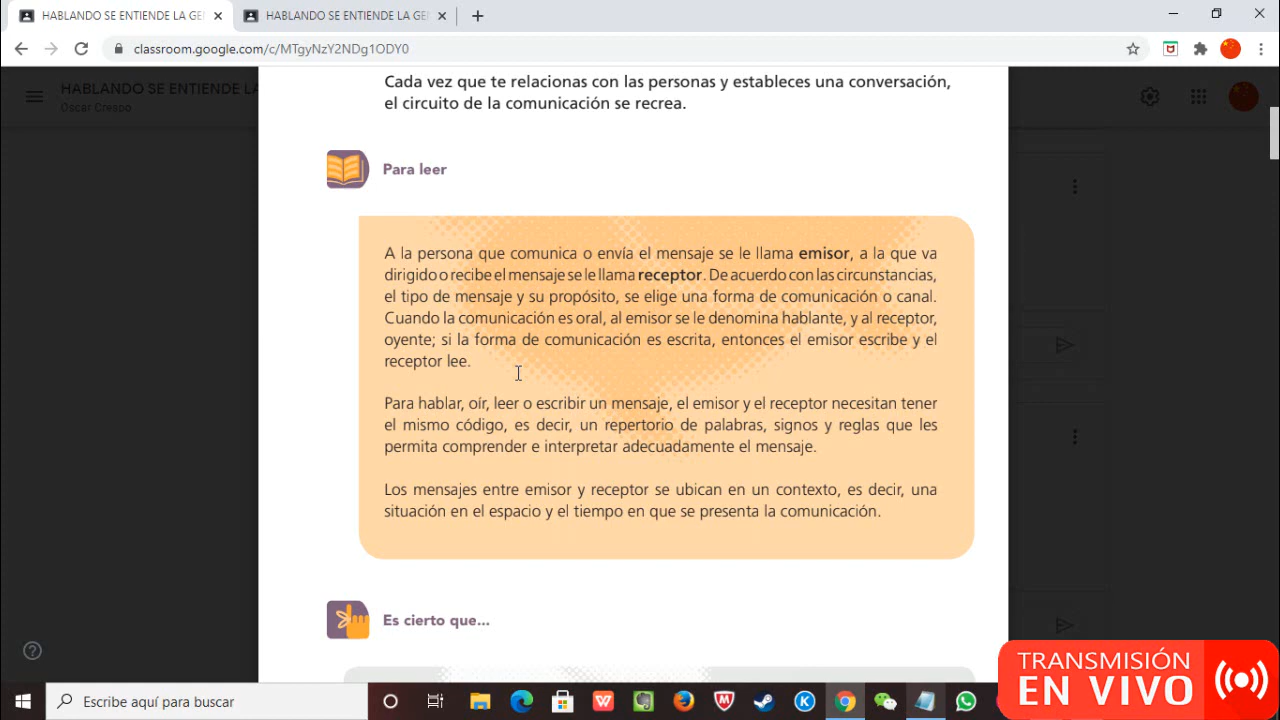 HABLANDO SE ENTIENDE LA GE
HABLANDO SE ENTIENDE LA GE
classroom.google.com/c/MTgyNzY2NDg1ODY0
HABLANDO SE ENTIENDE LA
Oscar Crespo
Cada vez que te relacionas con las personas y estableces una conversación,
el circuito de la comunicación se recrea.
Para leer
A la persona que comunica o envía el mensaje se le llama emisor, a la que va
dirigido o recibe el mensaje se le llama receptor. De acuerdo con las circunstancias,
el tipo de mensaje y su propósito, se elige una forma de comunicación o canal.
Cuando la comunicación es oral, al emisor se le denomina hablante, y al receptor,
oyente; si la forma de comunicación es escrita, entonces el emisor escribe y el
receptor lee.
Para hablar, oír, leer o escribir un mensaje, el emisor y el receptor necesitan tener
el mismo código, es decir, un repertorio de palabras, signos y reglas que les
permita comprender e interpretar adecuadamente el mensaje.
Los mensajes entre emisor y receptor se ubican en un contexto, es decir, una
situación en el espacio y el tiempo en que se presenta la comunicación.
Es cierto que...
TRANSMISIÓN
EN VIVO
Escribe aquí para buscar